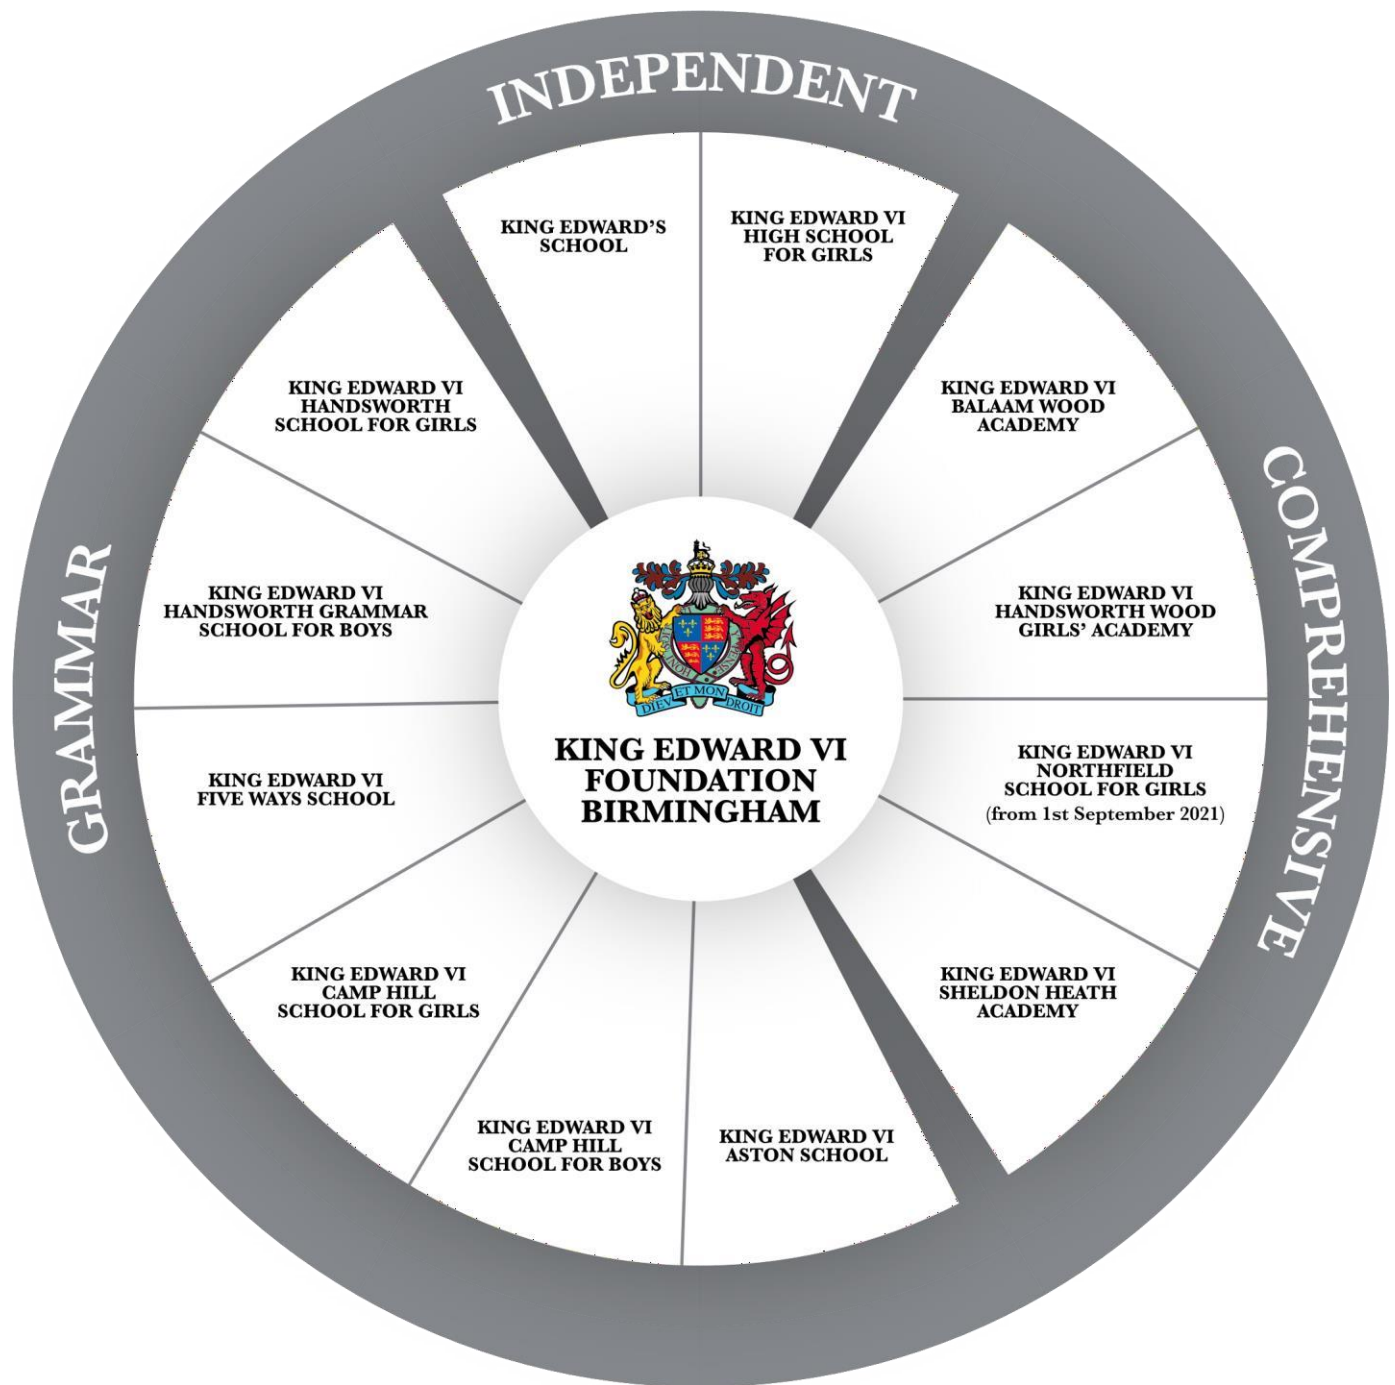 INDEPENDENT
KING EDWARD'S
SCHOOL
KING EDWARD VI
HIGH SCHOOL
FOR GIRLS
COMPREHENSIVE
KING EDWARD VI
BALAAM WOOD
ACADEMY
KING EDWARD VI
HANDSWORTH WOOD
GIRLS' ACADEMY
KING EDWARD VI
NORTHFIELD
SCHOOL FOR GIRLS
(from 1st September 2021)
KING EDWARD VI
SHELDON HEATH
ACADEMY
GRAMMAR
KING EDWARD VI
ASTON SCHOOL
KING EDWARD VI
CAMP HILL
SCHOOL FOR BOYS
KING EDWARD VI
CAMP HILL
SCHOOL FOR GIRLS
KING EDWARD VI
FIVE WAYS SCHOOL
KING EDWARD VI
HANDSWORTH GRAMMAR
SCHOOL FOR BOYS
KING EDWARD VI
HANDSWORTH
SCHOOL FOR GIRLS
DIEV ET MON DROIT
KING EDWARD VI
FOUNDATION
BIRMINGHAM